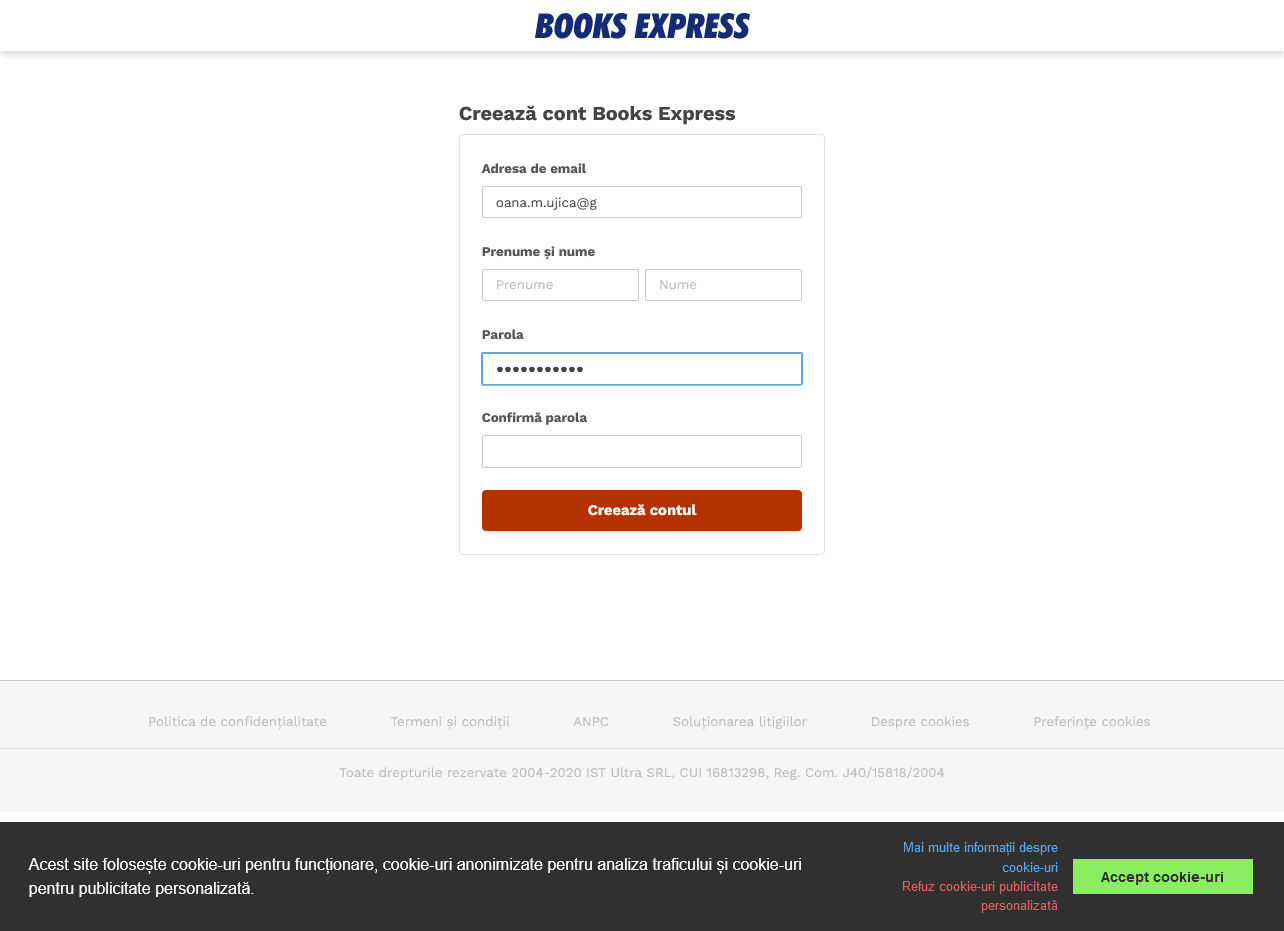 BOOKS EXPRESS
Creează cont Books Express
Adresa de email
oana.m.ujica@g
Prenume și nume
Prenume Nume
Parola
•••••••••••
Confirmă parola
Creează contul
Politica de confidențialitate Termeni și condiții ANPC Soluționarea litigiilor Despre cookies Preferințe cookies
Toate drepturile rezervate 2004-2020 IST Ultra SRL, CUI 16813298, Reg. Com. J40/15818/2004
Acest site folosește cookie-uri pentru funcționare, cookie-uri anonimizate pentru analiza traficului și cookie-uri
pentru publicitate personalizată.
Mai multe informații despre
cookie-uri
Refuz cookie-uri publicitate
personalizată
Accept cookie-uri